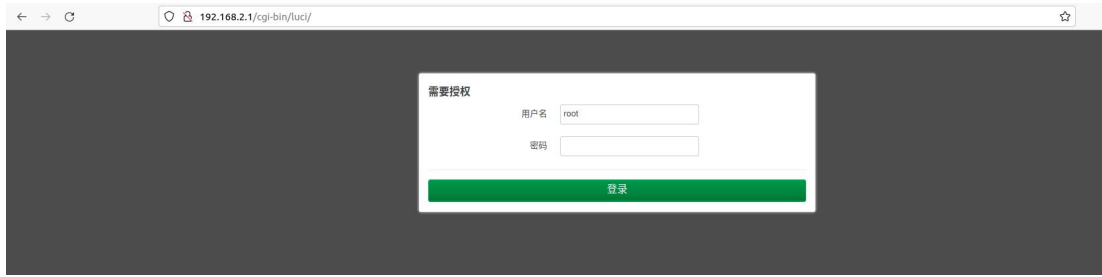 192.168.2.1/cgi-bin/luci/
需要授权
用户名 root
密码
登录